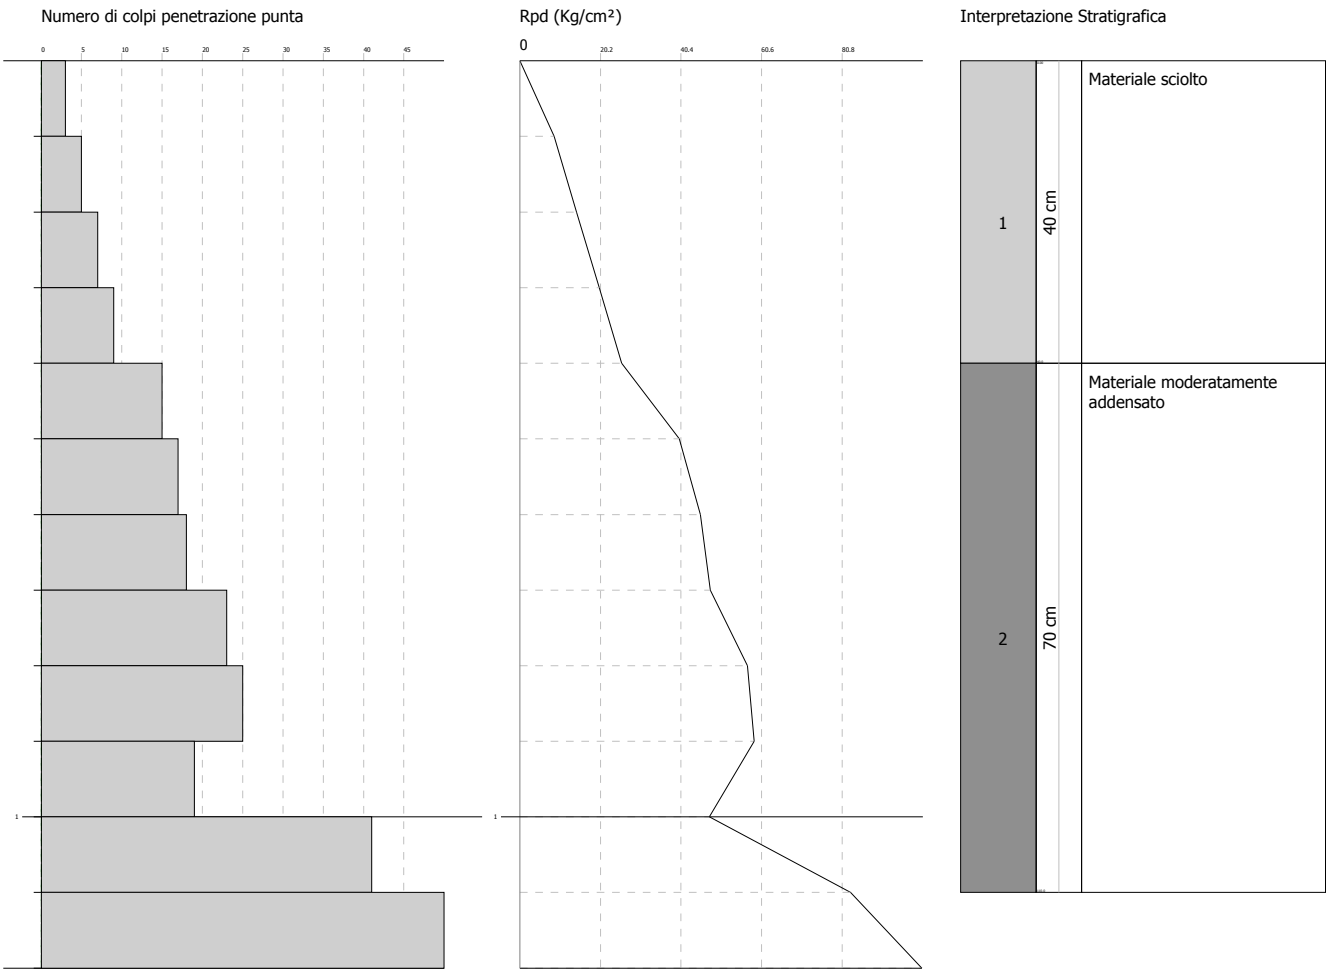 Numero di colpi penetrazione punta
0 5 10 15 20 25 30 35 40 45
1
Rpd (Kg/cm²)
0 20.2 40.4 60.6 80.8
1
Interpretazione Stratigrafica
1
40 cm
Materiale sciolto
2
70 cm
Materiale moderatamente
addensato